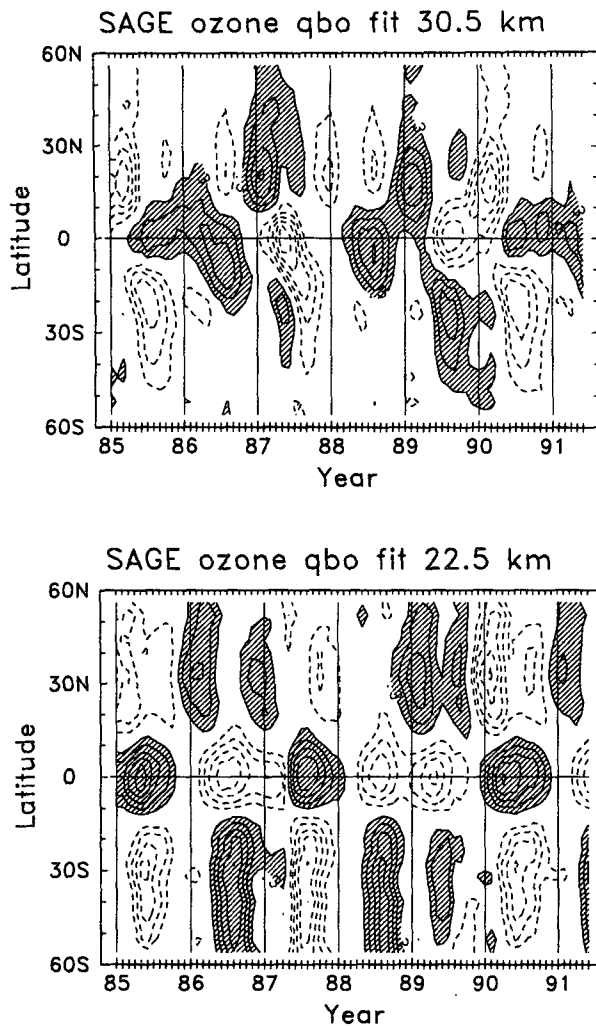 SAGE ozone qbo fit 30.5 km
60N
30N
0
30S
60S
Latitude
85 86 87 88 89 90 91
Year
SAGE ozone qbo fit 22.5 km
60N
30N
0
30S
60S
Latitude
85 86 87 88 89 90 91
Year